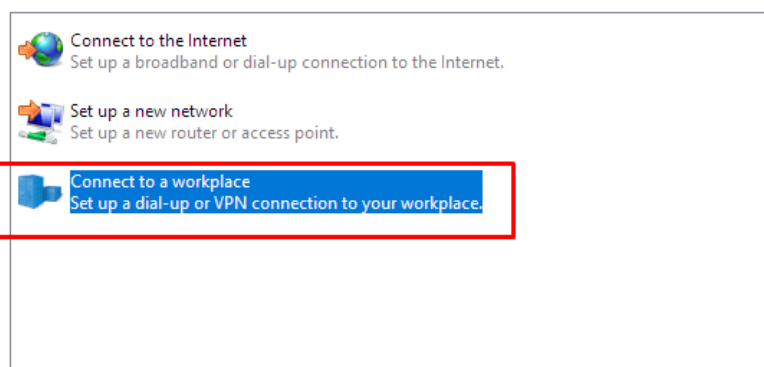 Connect to the Internet
Set up a broadband or dial-up connection to the Internet.
Set up a new network
Set up a new router or access point.
Connect to a workplace
Set up a dial-up or VPN connection to your workplace.